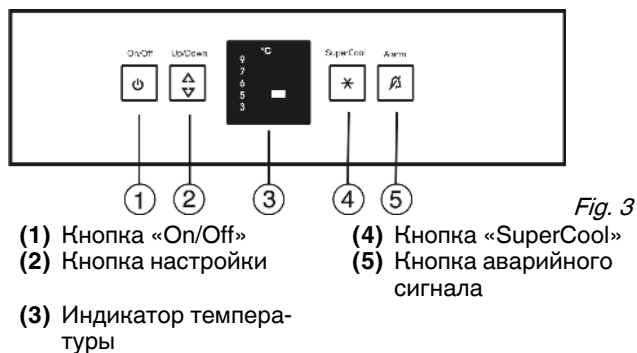 On/Off Up/Down SuperCool Alarm
°C
9
7
6
5
3
1 2 3 4 5
Fig. 3
(1) Кнопка «On/Off»
(2) Кнопка настройки
(3) Индикатор темпера-
туры
(4) Кнопка «SuperCool»
(5) Кнопка аварийного
сигнала